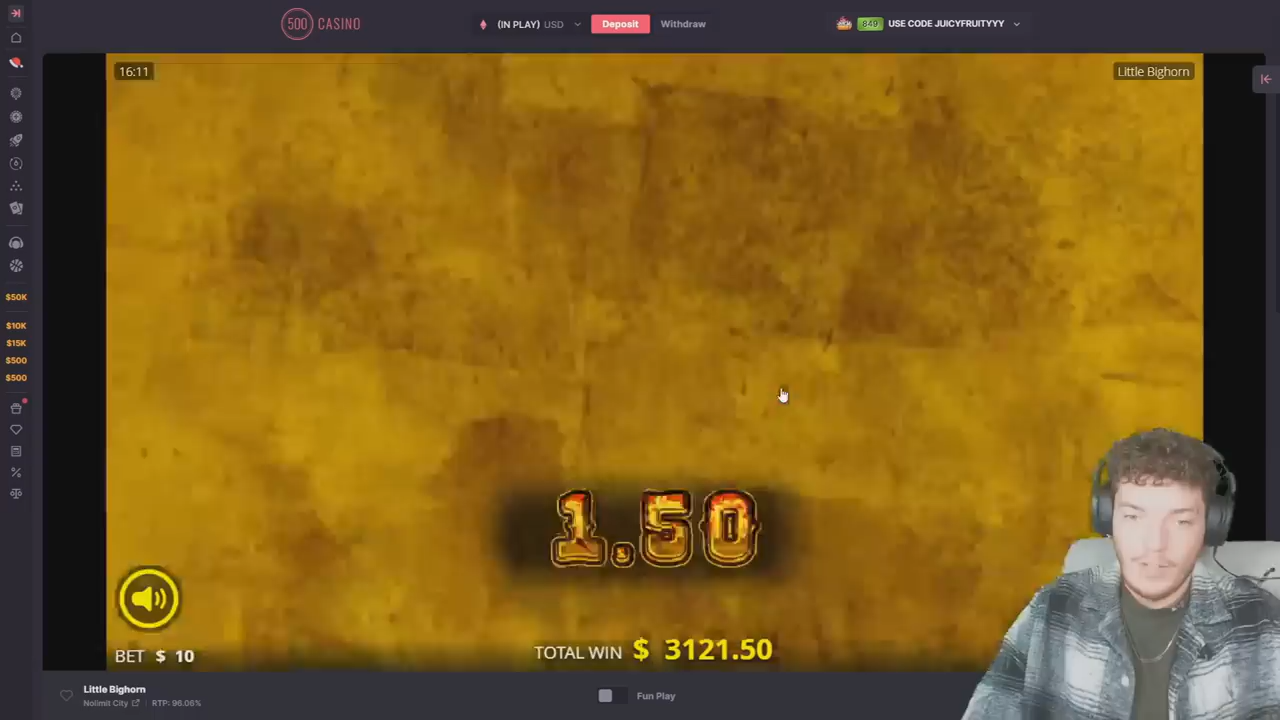 500 CASINO
(IN PLAY) USD
Deposit
Withdraw
849
USE CODE JUICYFRUITYYY
16:11
Little Bighorn
$50K
$10K
$15K
$500
$500
1.50
BET $ 10
TOTAL WIN $ 3121.50
Little Bighorn
Nolimit City
RTP: 96.06%
Fun Play